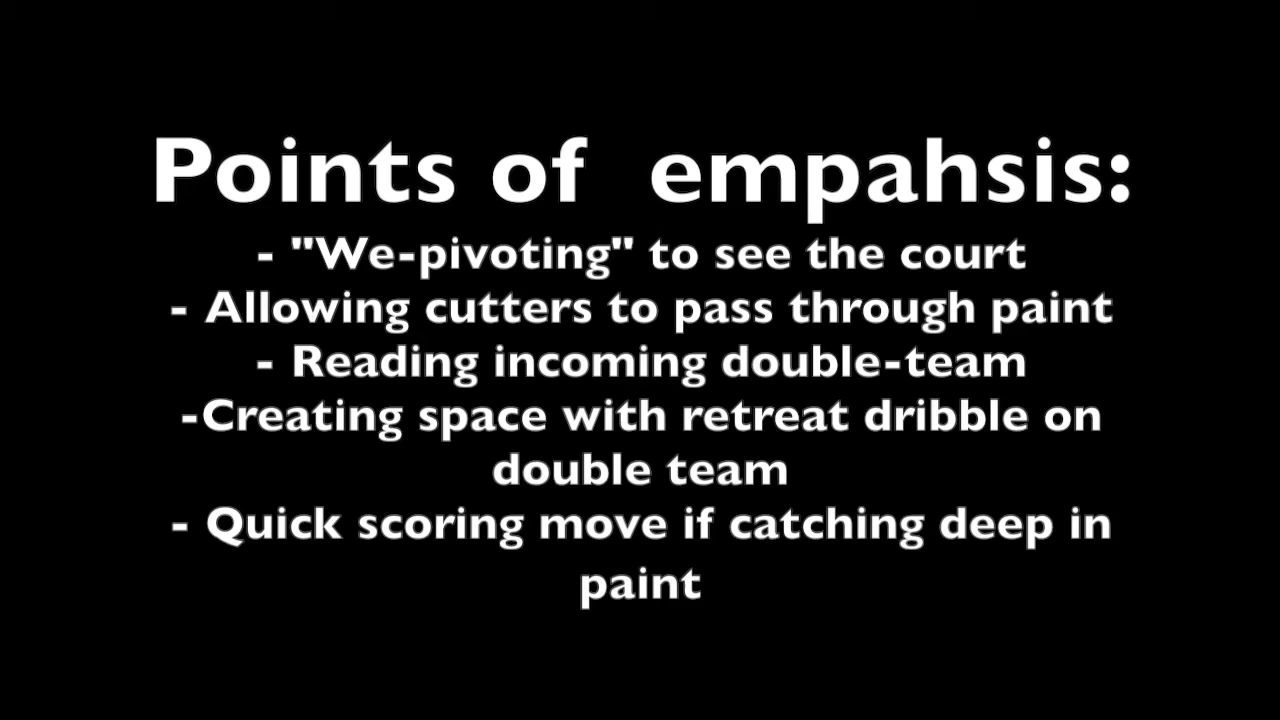 Points of  empahsis:
- "We-pivoting" to see the court
- Allowing cutters to pass through paint
- Reading incoming double-team
-Creating space with retreat dribble on
double team
- Quick scoring move if catching deep in
paint